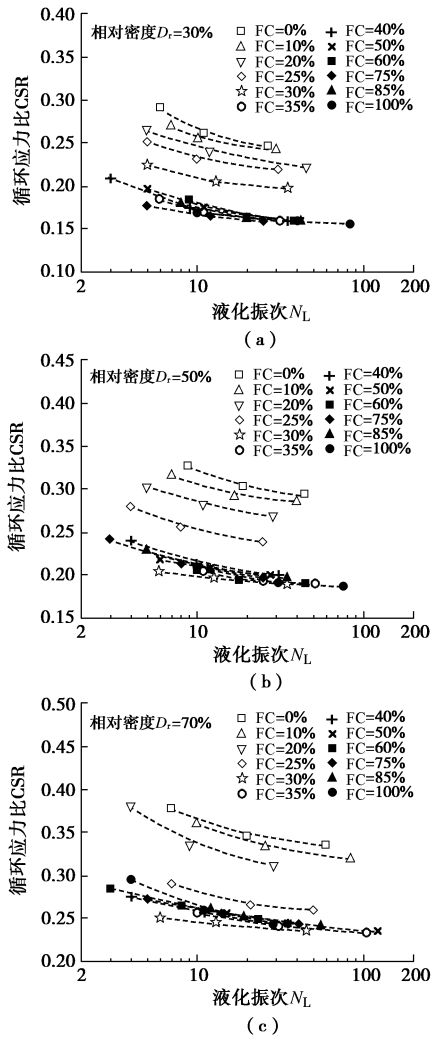 0.40
相对密度Dr=30%
FC=0%
FC=40%
FC=10%
FC=50%
0.35
FC=20%
FC=60%
FC=25%
FC=75%
FC=30%
FC=85%
0.30
FC=35%
FC=100%
0.25
0.20
0.15
0.10
循环应力比CSR
2
10
100
200
液化振次NL
(a)
0.45
相对密度Dr=50%
FC=0%
FC=40%
FC=10%
FC=50%
0.40
FC=20%
FC=60%
FC=25%
FC=75%
FC=30%
FC=85%
0.35
FC=35%
FC=100%
0.30
0.25
0.20
0.15
循环应力比CSR
2
10
100
200
液化振次NL
(b)
0.50
相对密度Dr=70%
FC=0%
FC=40%
FC=10%
FC=50%
0.45
FC=20%
FC=60%
FC=25%
FC=75%
FC=30%
FC=85%
0.40
FC=35%
FC=100%
0.35
0.30
0.25
0.20
循环应力比CSR
2
10
100
200
液化振次NL
(c)